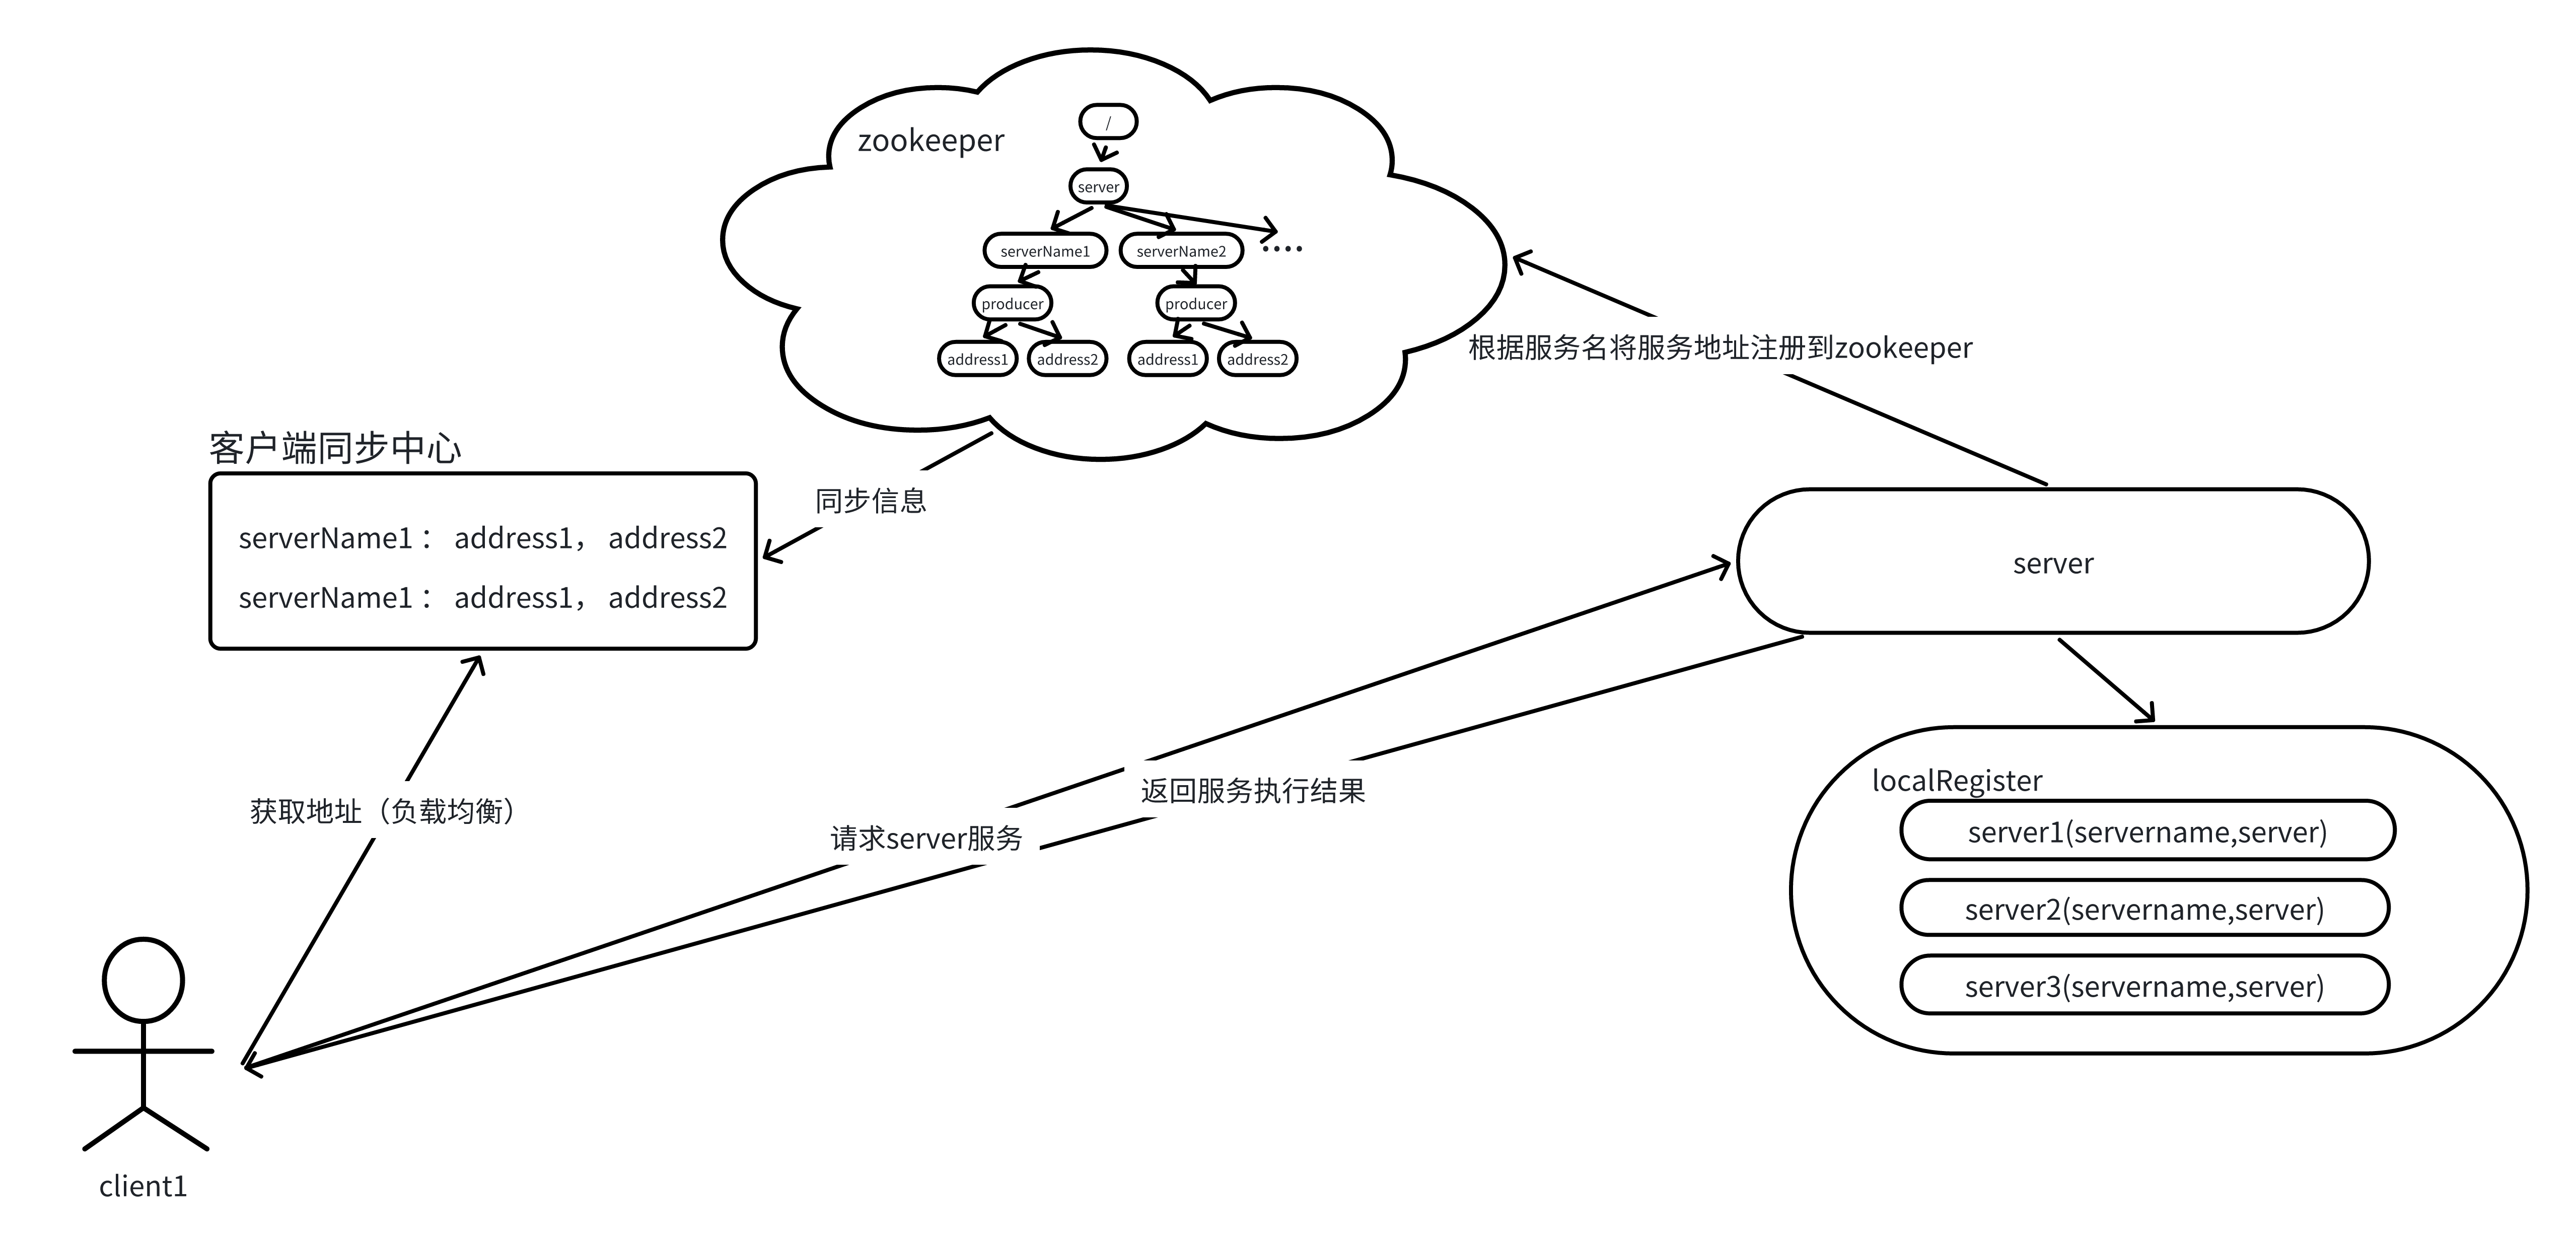 zookeeper
/
server
serverName1
serverName2
....
producer
producer
address1
address2
address1
address2
根据服务名将服务地址注册到zookeeper
客户端同步中心
serverName1： address1， address2
serverName1： address1， address2
同步信息
server
获取地址（负载均衡）
返回服务执行结果
请求server服务
localRegister
server1(servername,server)
server2(servername,server)
server3(servername,server)
client1